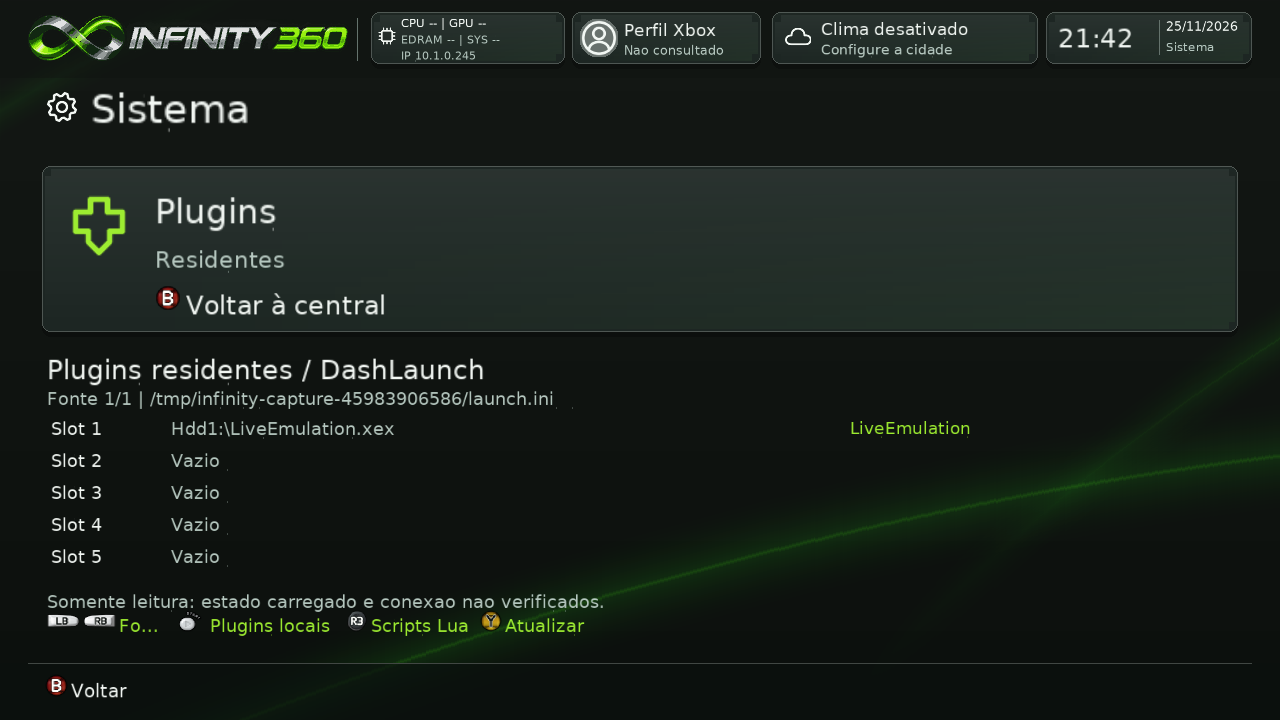 INFINITY 360
CPU -- | GPU --
EDRAM -- | SYS --
IP 10.1.0.245
Perfil Xbox
Nao consultado
Clima desativado
Configure a cidade
21:42
25/11/2026
Sistema
Sistema
Plugins
Residentes
B Voltar à central
Plugins residentes / DashLaunch
Fonte 1/1 | /tmp/infinity-capture-45983906586/launch.ini
Slot 1 Hdd1:\LiveEmulation.xex LiveEmulation
Slot 2 Vazio
Slot 3 Vazio
Slot 4 Vazio
Slot 5 Vazio
Somente leitura: estado carregado e conexao nao verificados.
LB RB Fo... Plugins locais R3 Scripts Lua Y Atualizar
B Voltar